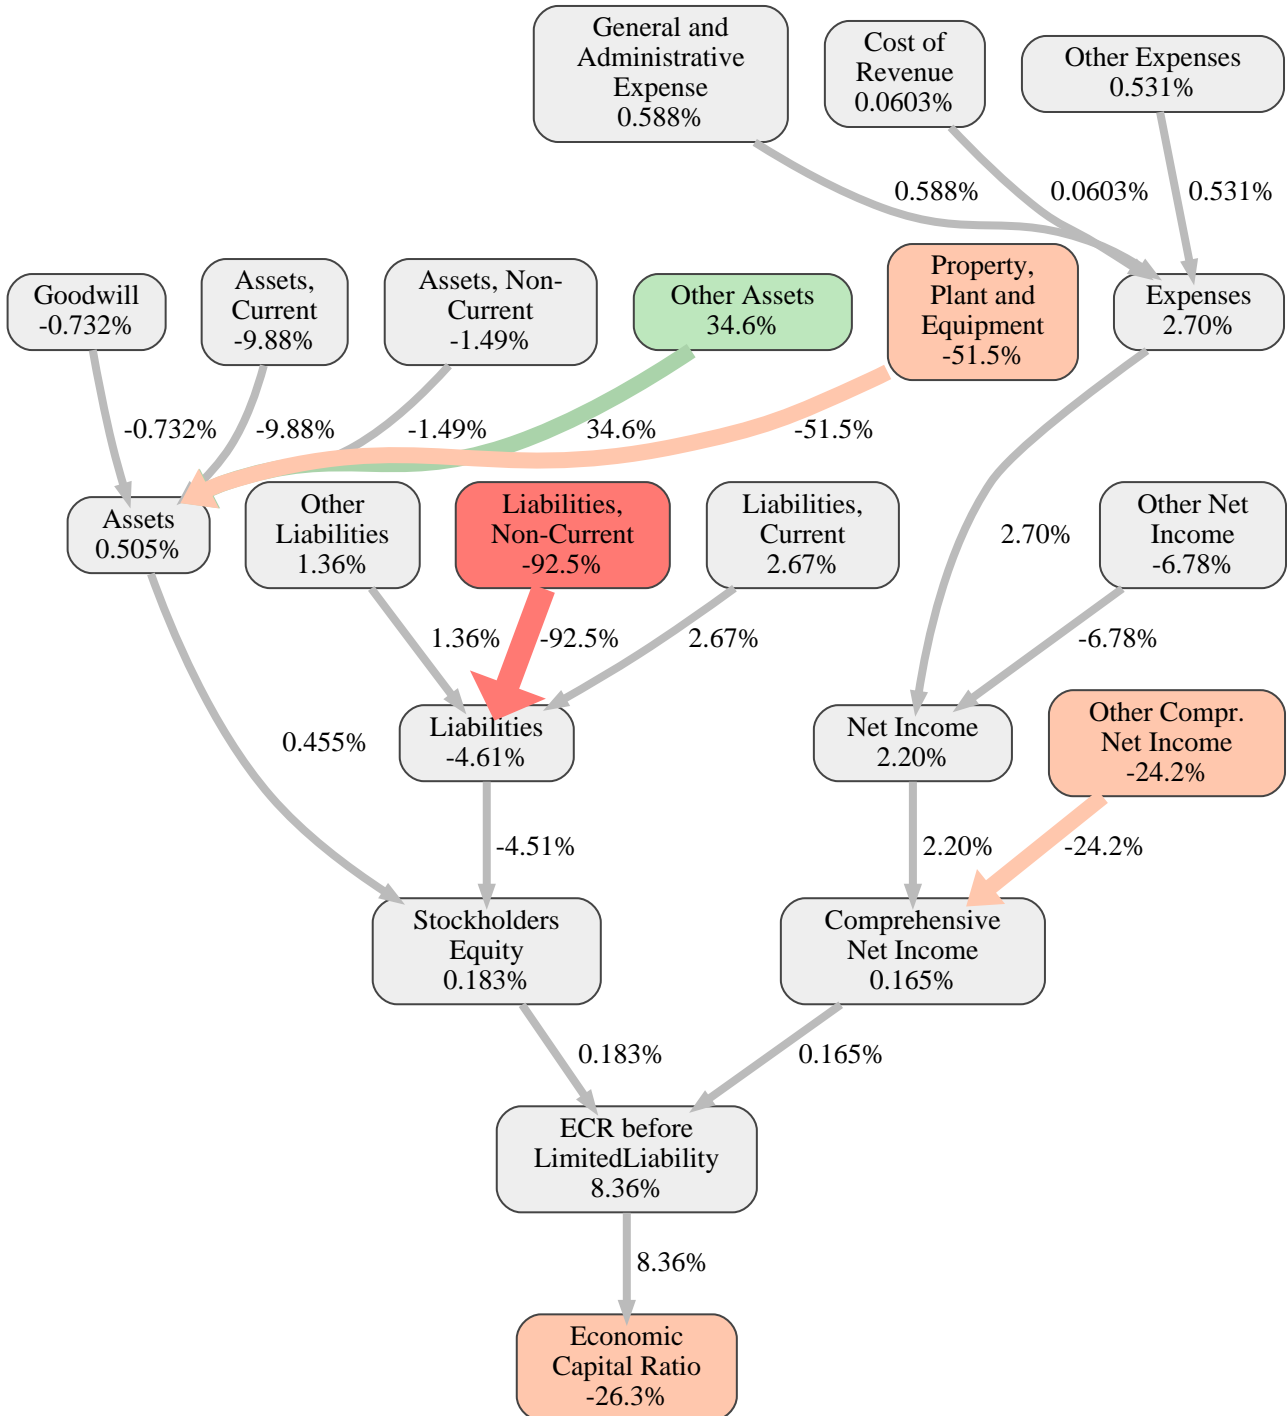 General and
Administrative
Expense
0.588%
Cost of
Revenue
0.0603%
Other Expenses
0.531%
0.588%
0.0603%
0.531%
Goodwill
-0.732%
Assets,
Current
-9.88%
Assets, Non-
Current
-1.49%
Other Assets
34.6%
Property,
Plant and
Equipment
-51.5%
Expenses
2.70%
-0.732%
-9.88%
-1.49%
34.6%
-51.5%
Assets
0.505%
Other
Liabilities
1.36%
Liabilities,
Non-Current
-92.5%
Liabilities,
Current
2.67%
2.70%
Other Net
Income
-6.78%
1.36%
-92.5%
2.67%
-6.78%
0.455%
Liabilities
-4.61%
Net Income
2.20%
Other Compr.
Net Income
-24.2%
-4.51%
2.20%
-24.2%
Stockholders
Equity
0.183%
Comprehensive
Net Income
0.165%
0.183%
0.165%
ECR before
LimitedLiability
8.36%
8.36%
Economic
Capital Ratio
-26.3%